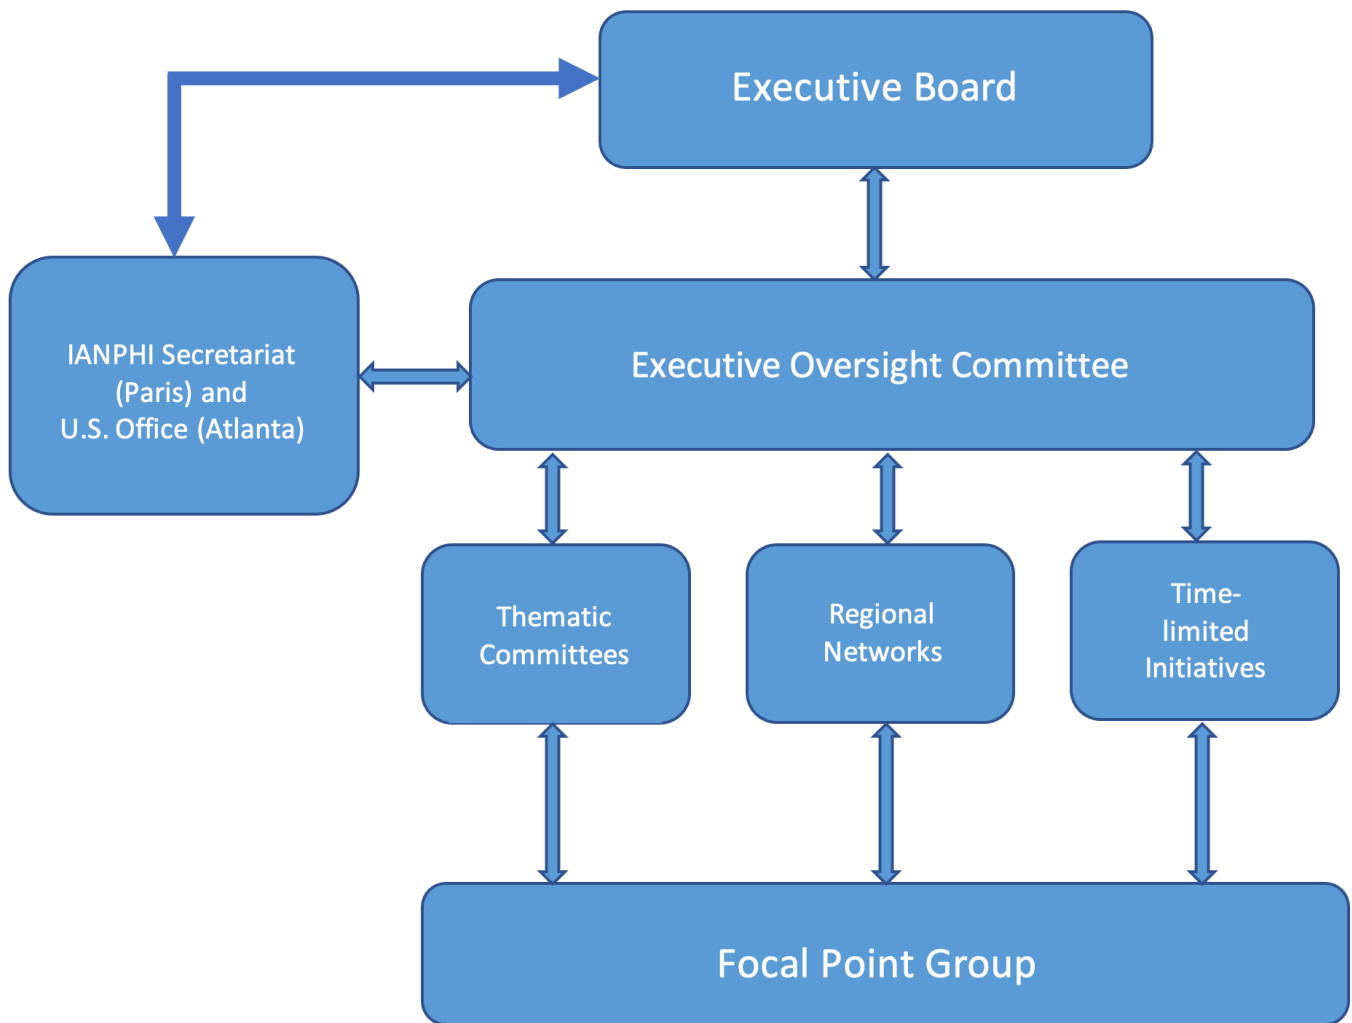 Executive Board
IANPHI Secretariat
(Paris) and
U.S. Office (Atlanta)
Executive Oversight Committee
Thematic
Committees
Regional
Networks
Time-
limited
Initiatives
Focal Point Group